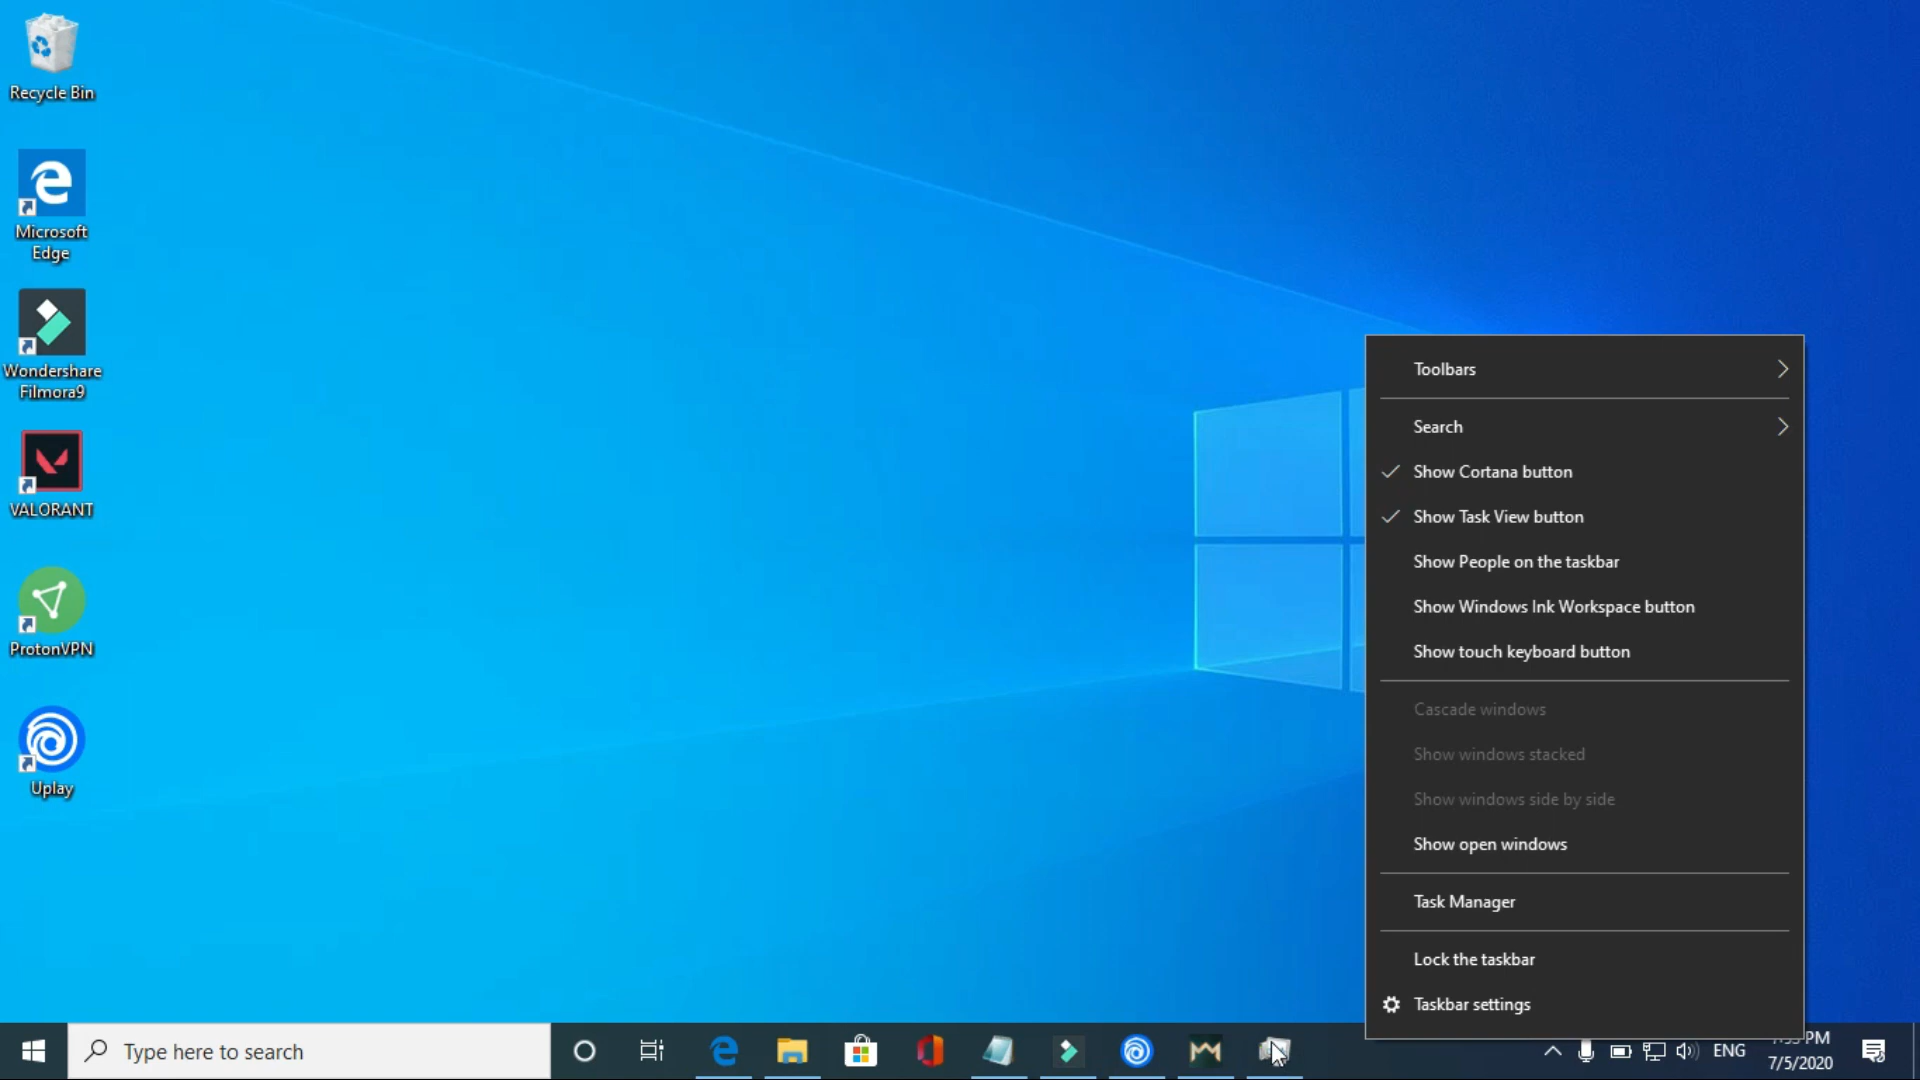 Recycle Bin
Microsoft
Edge
Wondershare
Filmora9
VALORANT
ProtonVPN
Uplay
Toolbars
Search
Show Cortana button
Show Task View button
Show People on the taskbar
Show Windows Ink Workspace button
Show touch keyboard button
Cascade windows
Show windows stacked
Show windows side by side
Show open windows
Task Manager
Lock the taskbar
Taskbar settings
Type here to search
ENG
PM
7/5/2020